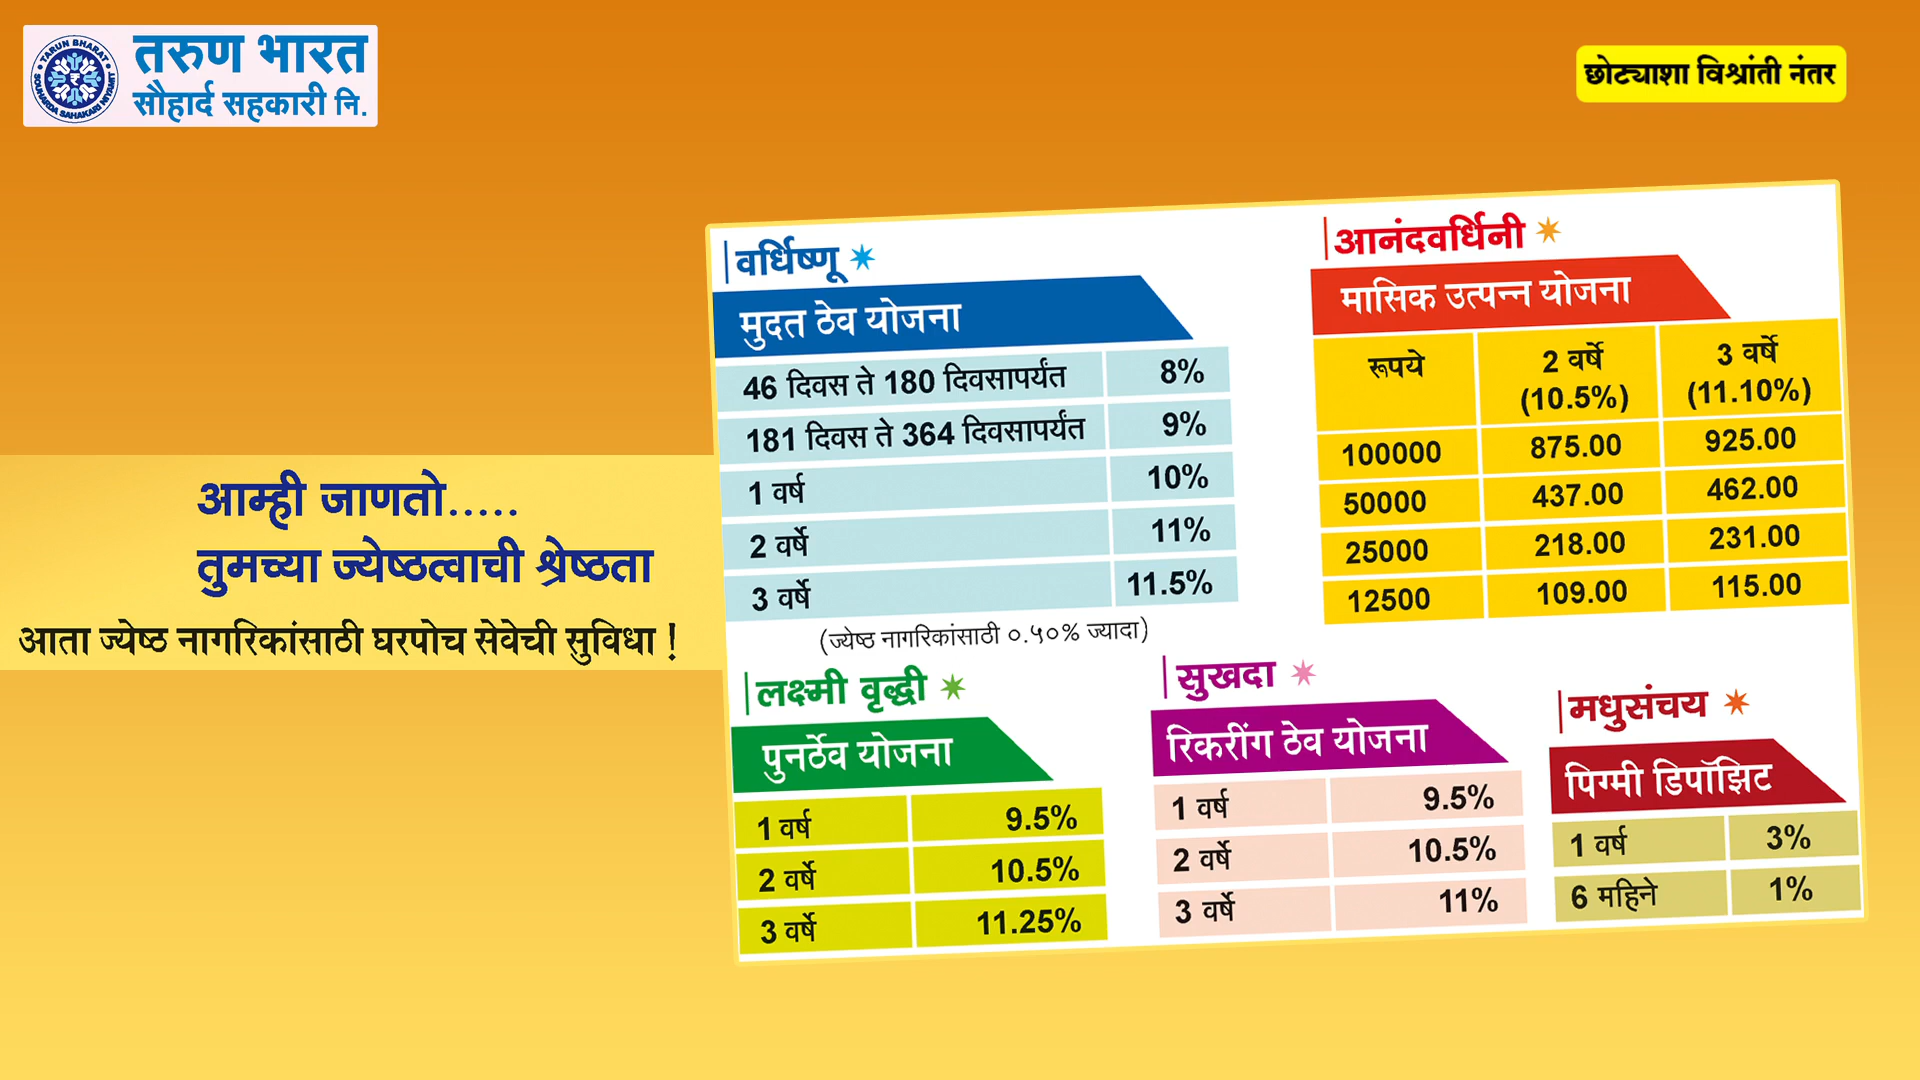 TARUN BHARAT
SOUHARDA SAHAKARI NIYAMIT
तरुण भारत
सौहार्द सहकारी नि.
छोट्याशा विश्रांती नंतर
आम्ही जाणतो.....
तुमच्या ज्येष्ठत्वाची श्रेष्ठता
आता ज्येष्ठ नागरिकांसाठी घरपोच सेवेची सुविधा !
वर्धिष्णू
मुदत ठेव योजना
46 दिवस ते 180 दिवसापर्यंत 8%
181 दिवस ते 364 दिवसापर्यंत 9%
1 वर्ष 10%
2 वर्षे 11%
3 वर्षे 11.5%
(ज्येष्ठ नागरिकांसाठी ०.५०% ज्यादा)
आनंदवर्धिनी
मासिक उत्पन्न योजना
रूपये 2 वर्षे 3 वर्षे
(10.5%) (11.10%)
100000 875.00 925.00
50000 437.00 462.00
25000 218.00 231.00
12500 109.00 115.00
लक्ष्मी वृद्धी
पुनर्ठेव योजना
1 वर्ष 9.5%
2 वर्षे 10.5%
3 वर्षे 11.25%
सुखदा
रिकरींग ठेव योजना
1 वर्ष 9.5%
2 वर्षे 10.5%
3 वर्षे 11%
मधुसंचय
पिग्मी डिपॉझिट
1 वर्ष 3%
6 महिने 1%